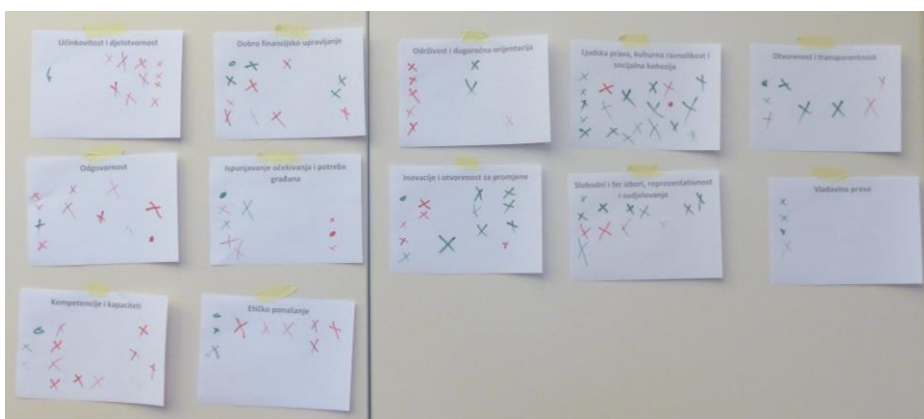 Učinkovitost i djelotvornost
Dobro financijsko upravljanje
Održivost i dugoročna orijentacija
Ljudska prava, kulturna raznolikost i
socijalna kohezija
Otvorenost i transparentnost
Odgovornost
Ispunjavanje očekivanja i potreba
građana
Inovacije i otvorenost za promjene
Slobodni i fer izbori, reprezentativnost
i sudjelovanje
Vladavina prava
Kompetencije i kapaciteti
Etičko ponašanje